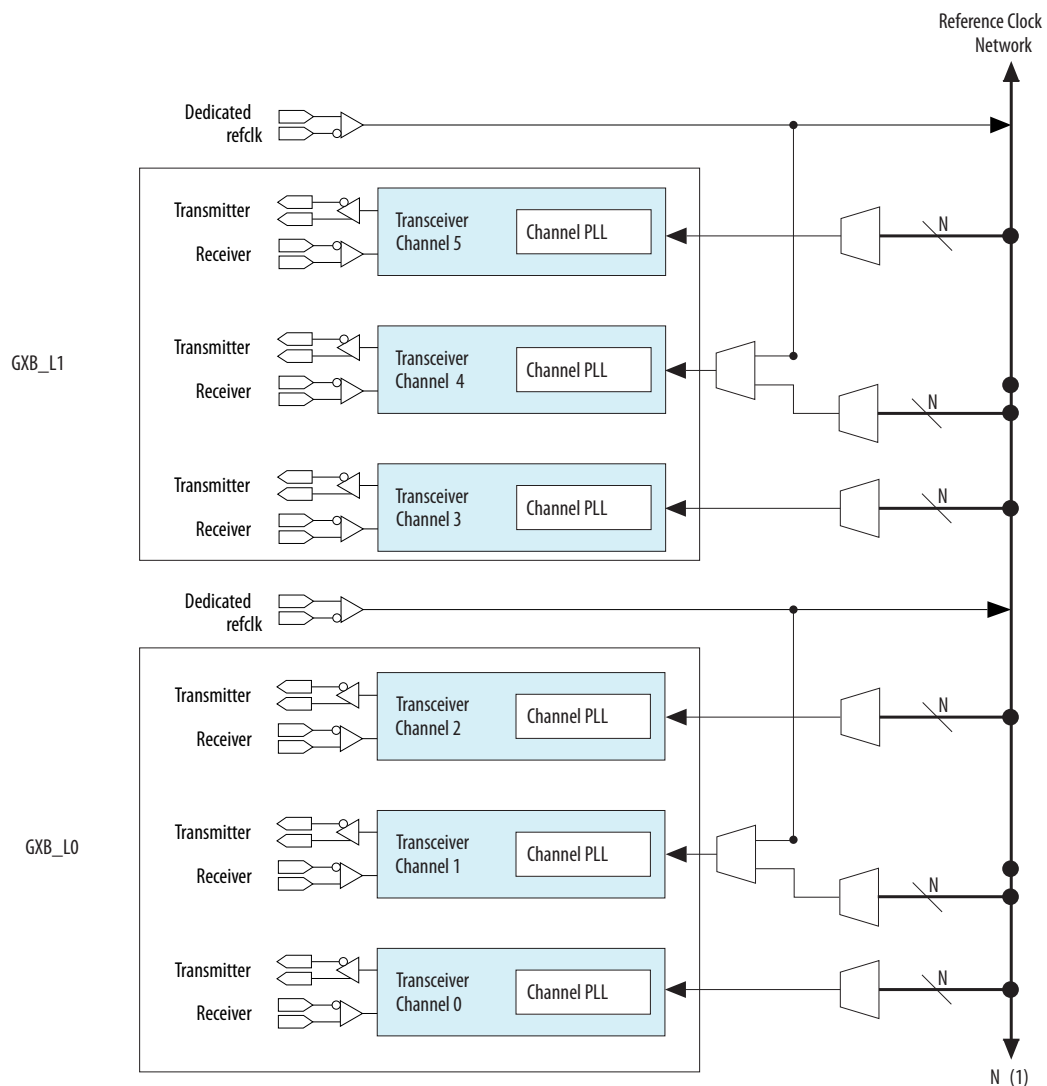 Reference Clock
Network
Dedicated
refclk
Transmitter
Receiver
Transceiver
Channel 5
Channel PLL
N
GXB_L1
Transmitter
Receiver
Transceiver
Channel 4
Channel PLL
N
Transmitter
Receiver
Transceiver
Channel 3
Channel PLL
N
Dedicated
refclk
Transmitter
Receiver
Transceiver
Channel 2
Channel PLL
N
GXB_L0
Transmitter
Receiver
Transceiver
Channel 1
Channel PLL
N
Transmitter
Receiver
Transceiver
Channel 0
Channel PLL
N
N (1)